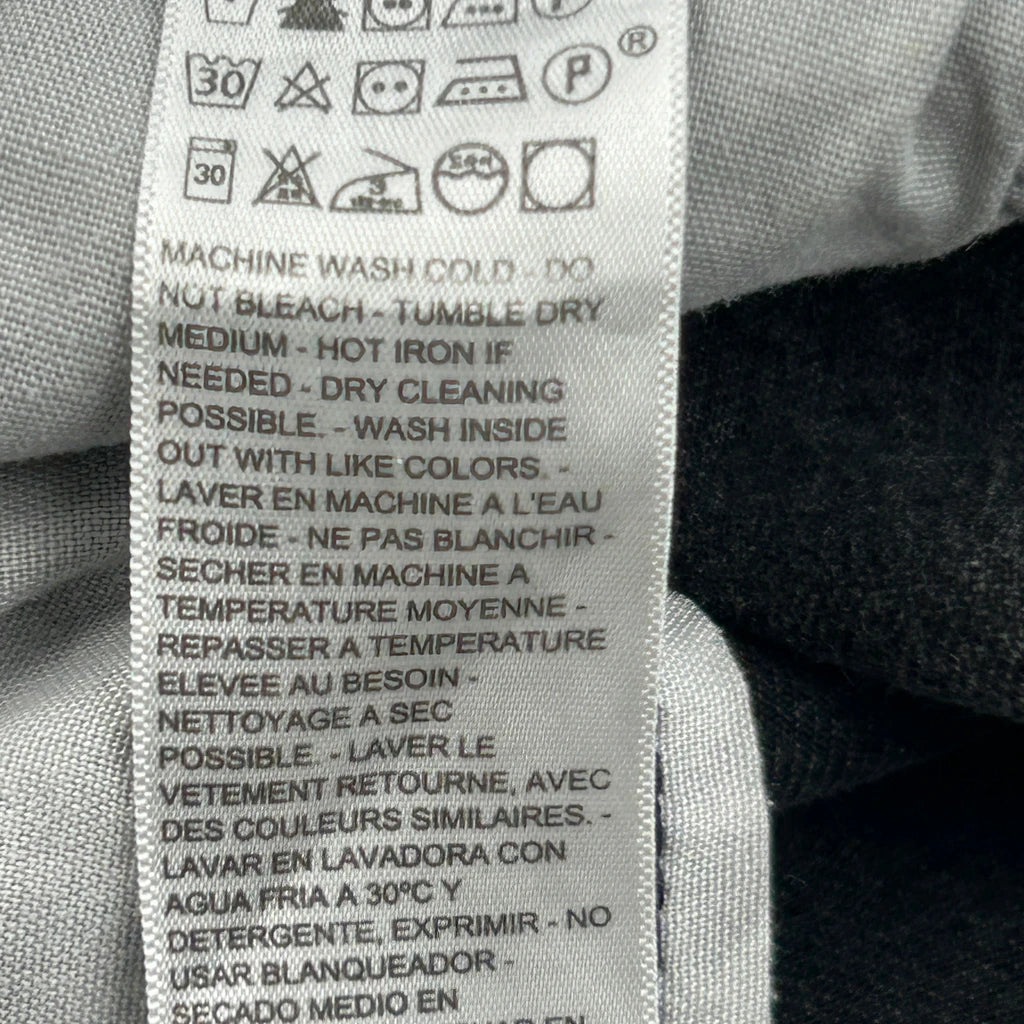 30 P ®
30 3
MACHINE WASH COLD - DO
NOT BLEACH - TUMBLE DRY
MEDIUM - HOT IRON IF
NEEDED - DRY CLEANING
POSSIBLE. - WASH INSIDE
OUT WITH LIKE COLORS. -
LAVER EN MACHINE A L'EAU
FROIDE - NE PAS BLANCHIR -
SECHER EN MACHINE A
TEMPERATURE MOYENNE -
REPASSER A TEMPERATURE
ELEVEE AU BESOIN -
NETTOYAGE A SEC
POSSIBLE - LAVER LE
VETEMENT RETOURNE, AVEC
DES COULEURS SIMILAIRES. -
LAVAR EN LAVADORA CON
AGUA FRIA A 30ºC Y
DETERGENTE, EXPRIMIR - NO
USAR BLANQUEADOR -
SECADO MEDIO EN